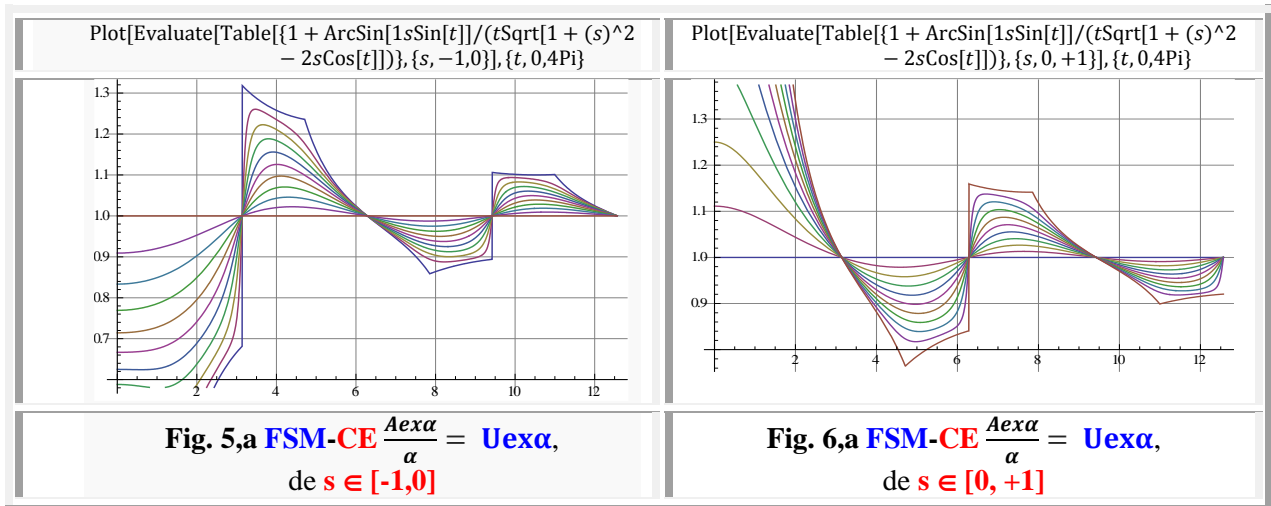 Plot[Evaluate[Table[{1 + ArcSin[1sSin[t]]/(tSqrt[1 + (s)^2
− 2sCos[t]])},{s, −1,0}],{t, 0,4Pi}
Plot[Evaluate[Table[{1 + ArcSin[1sSin[t]]/(tSqrt[1 + (s)^2
− 2sCos[t]])},{s, 0, +1}],{t, 0,4Pi}
1.3
1.2
1.1
1.0
0.9
0.8
0.7
2 4 6 8 10 12
1.3
1.2
1.1
1.0
0.9
2 4 6 8 10 12
Fig. 5,a FSM-CE Aexα/α = Uexα,
de s ∈ [-1,0]
Fig. 6,a FSM-CE Aexα/α = Uexα,
de s ∈ [0, +1]